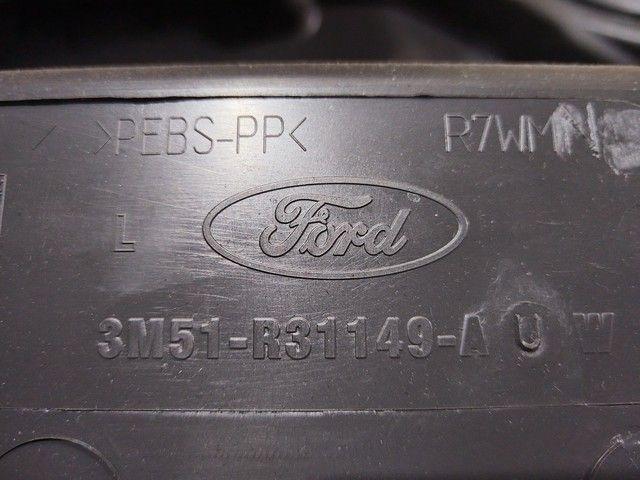 >PEBS-PP< R7WM
L Ford
3M51-R31149-A U W